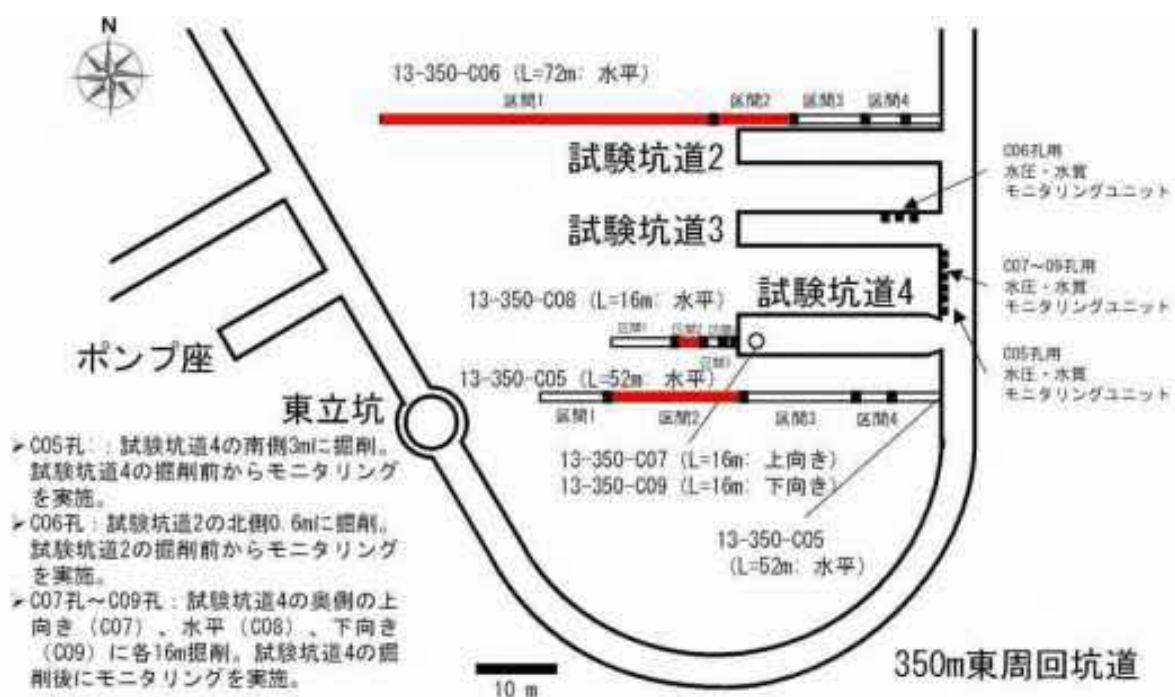 N
13-350-C06 (L=72m: 水平)
区間1
区間2
区間3
区間4
試験坑道2
C06孔用
水圧・水質
モニタリングユニット
試験坑道3
C07～09孔用
水圧・水質
モニタリングユニット
13-350-C08 (L=16m: 水平)
試験坑道4
区間1
区間2
区間3
ポンプ座
C05孔用
水圧・水質
モニタリングユニット
13-350-C05 (L=52m: 水平)
東立坑
区間1
区間2
区間3
区間4
13-350-C07 (L=16m: 上向き)
13-350-C09 (L=16m: 下向き)
13-350-C05
(L=52m: 水平)
➢C05孔：：試験坑道4の南側3mに掘削。
試験坑道4の掘削前からモニタリング
を実施。
➢C06孔：試験坑道2の北側0.6mに掘削。
試験坑道2の掘削前からモニタリング
を実施。
➢C07孔～C09孔：試験坑道4の奥側の上
向き（C07）、水平（C08）、下向き
（C09）に各16m掘削。試験坑道4の掘
削後にモニタリングを実施。
10 m
350m東周回坑道